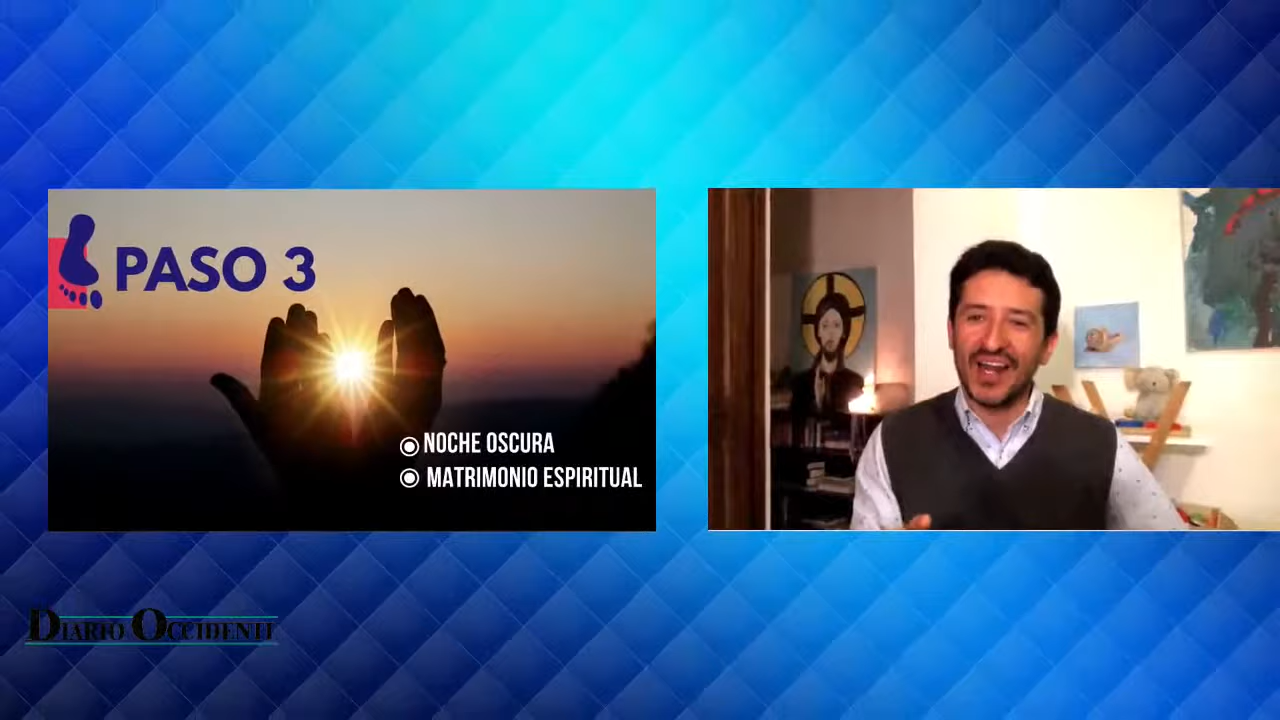 PASO 3
NOCHE OSCURA
MATRIMONIO ESPIRITUAL
DIARIO OCCIDENTE